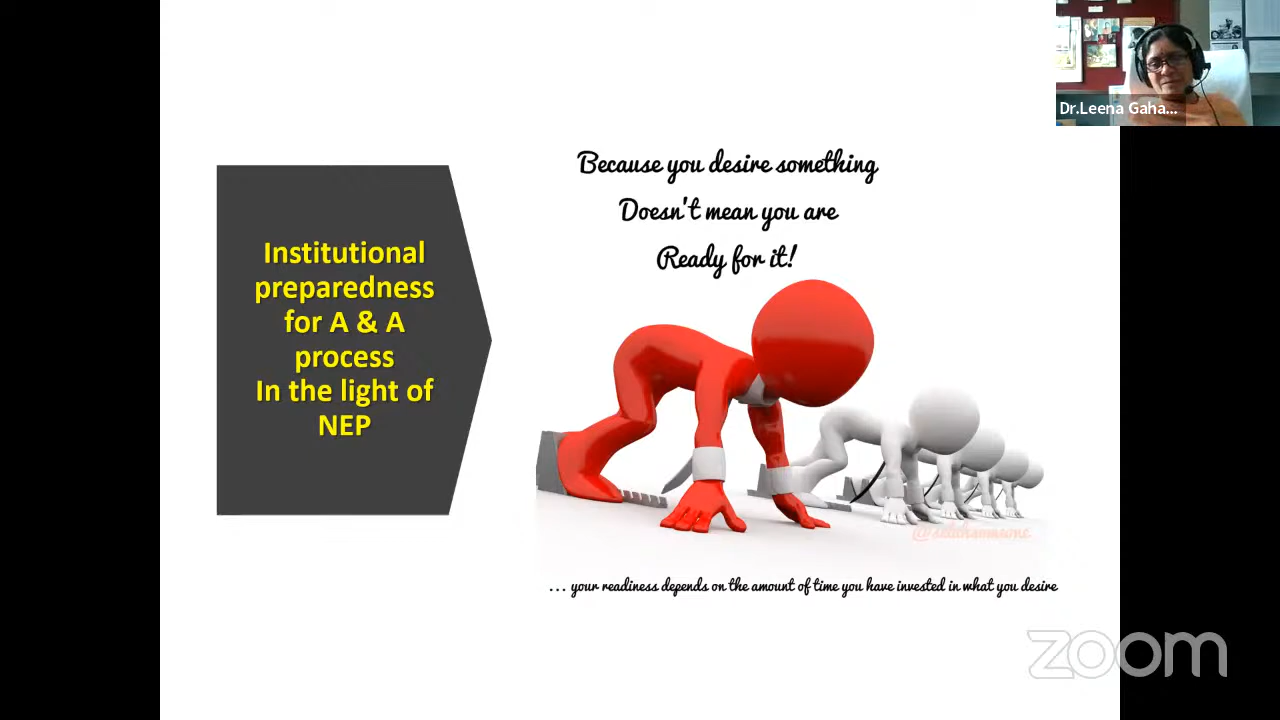 Dr.Leena Gaha...
Because you desire something
Doesn't mean you are
Ready for it!
Institutional
preparedness
for A & A
process
In the light of
NEP
@selahsomeone
... your readiness depends on the amount of time you have invested in what you desire
zoom